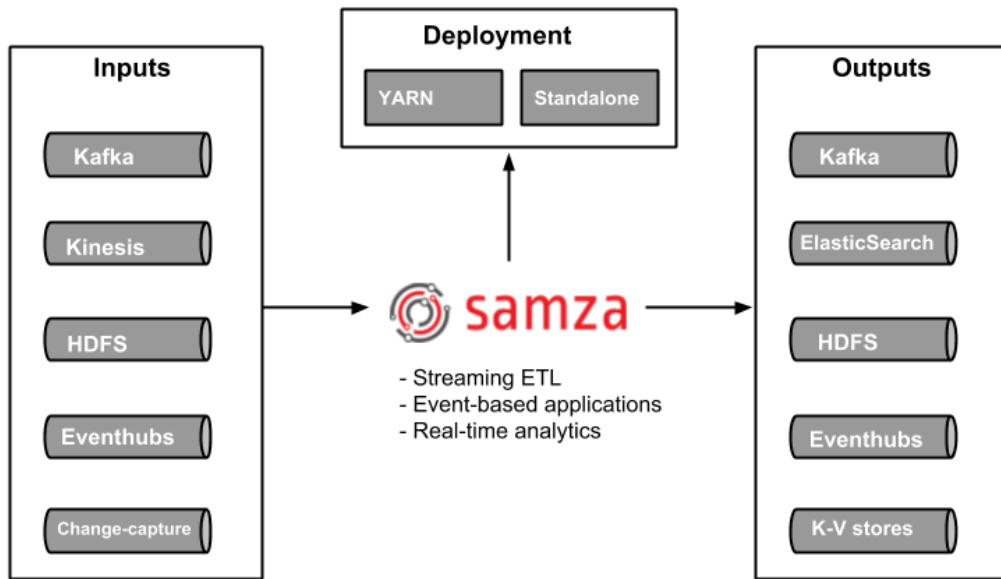 Deployment
YARN
Standalone
Inputs
Kafka
Kinesis
HDFS
Eventhubs
Change-capture
samza
- Streaming ETL
- Event-based applications
- Real-time analytics
Outputs
Kafka
ElasticSearch
HDFS
Eventhubs
K-V stores